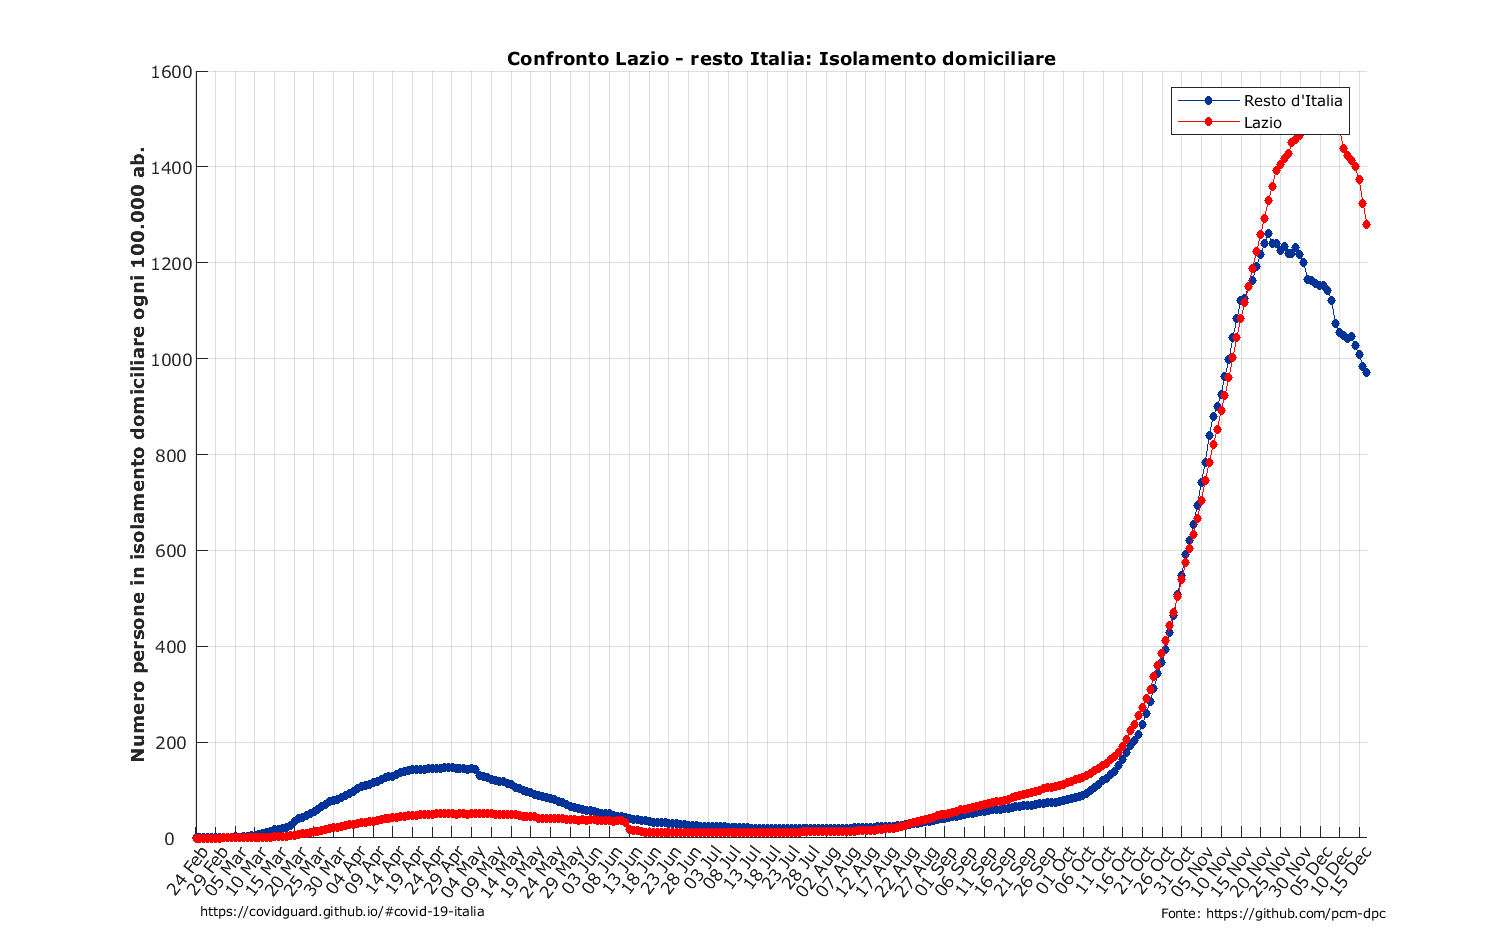 Confronto Lazio - resto Italia: Isolamento domiciliare
Numero persone in isolamento domiciliare ogni 100.000 ab.
1600
1400
1200
1000
800
600
400
200
0
Resto d'Italia
Lazio
24 Feb
29 Feb
05 Mar
10 Mar
15 Mar
20 Mar
25 Mar
30 Mar
04 Apr
09 Apr
14 Apr
19 Apr
24 Apr
29 Apr
04 May
09 May
14 May
19 May
24 May
29 May
03 Jun
08 Jun
13 Jun
18 Jun
23 Jun
28 Jun
03 Jul
08 Jul
13 Jul
18 Jul
23 Jul
28 Jul
02 Aug
07 Aug
12 Aug
17 Aug
22 Aug
27 Aug
01 Sep
06 Sep
11 Sep
16 Sep
21 Sep
26 Sep
01 Oct
06 Oct
11 Oct
16 Oct
21 Oct
26 Oct
31 Oct
05 Nov
10 Nov
15 Nov
20 Nov
25 Nov
30 Nov
05 Dec
10 Dec
15 Dec
https://covidguard.github.io/#covid-19-italia
Fonte: https://github.com/pcm-dpc